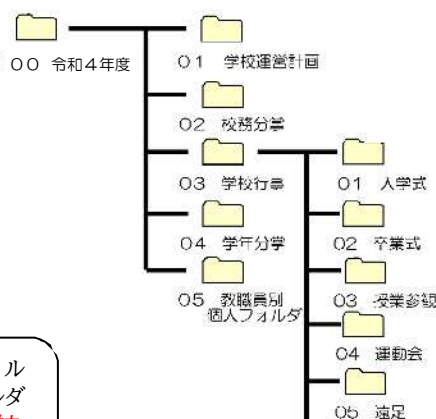 00 令和4年度
01 学校運営計画
02 校務分掌
03 学校行事
04 学年分掌
05 教職員別
個人フォルダ
01 入学式
02 卒業式
03 授業参観
04 運動会
05 遠足
ル
ルダ